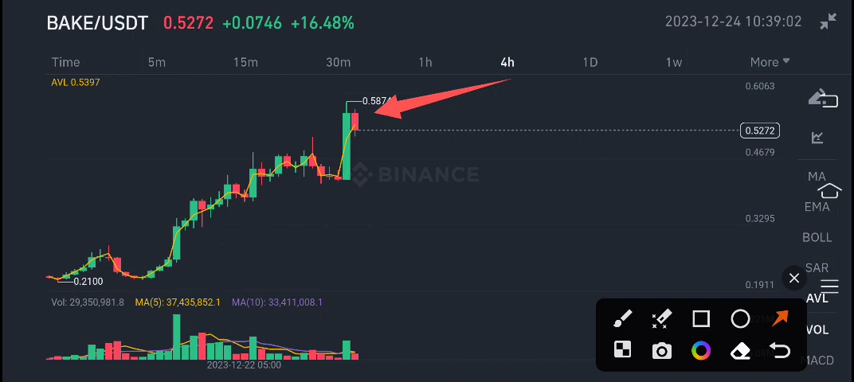 BAKE/USDT 0.5272 +0.0746 +16.48% 2023-12-24 10:39:02
Time 5m 15m 30m 1h 4h 1D 1w More
AVL 0.5397
0.6063
0.5272
0.4679
0.3295
0.1911
0.2100
BINANCE
Vol: 29,350,981.8 MA(5): 37,435,852.1 MA(10): 33,411,008.1
2023-12-22 05:00
MA
EMA
BOLL
SAR
AVL
VOL
MACD